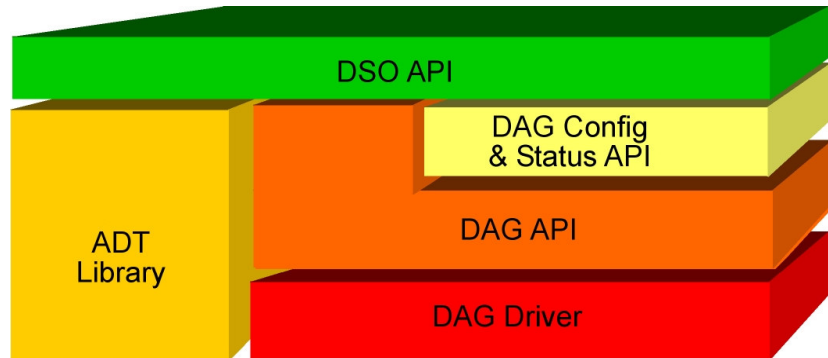 DSO API
DAG Config
& Status API
ADT
Library
DAG API
DAG Driver